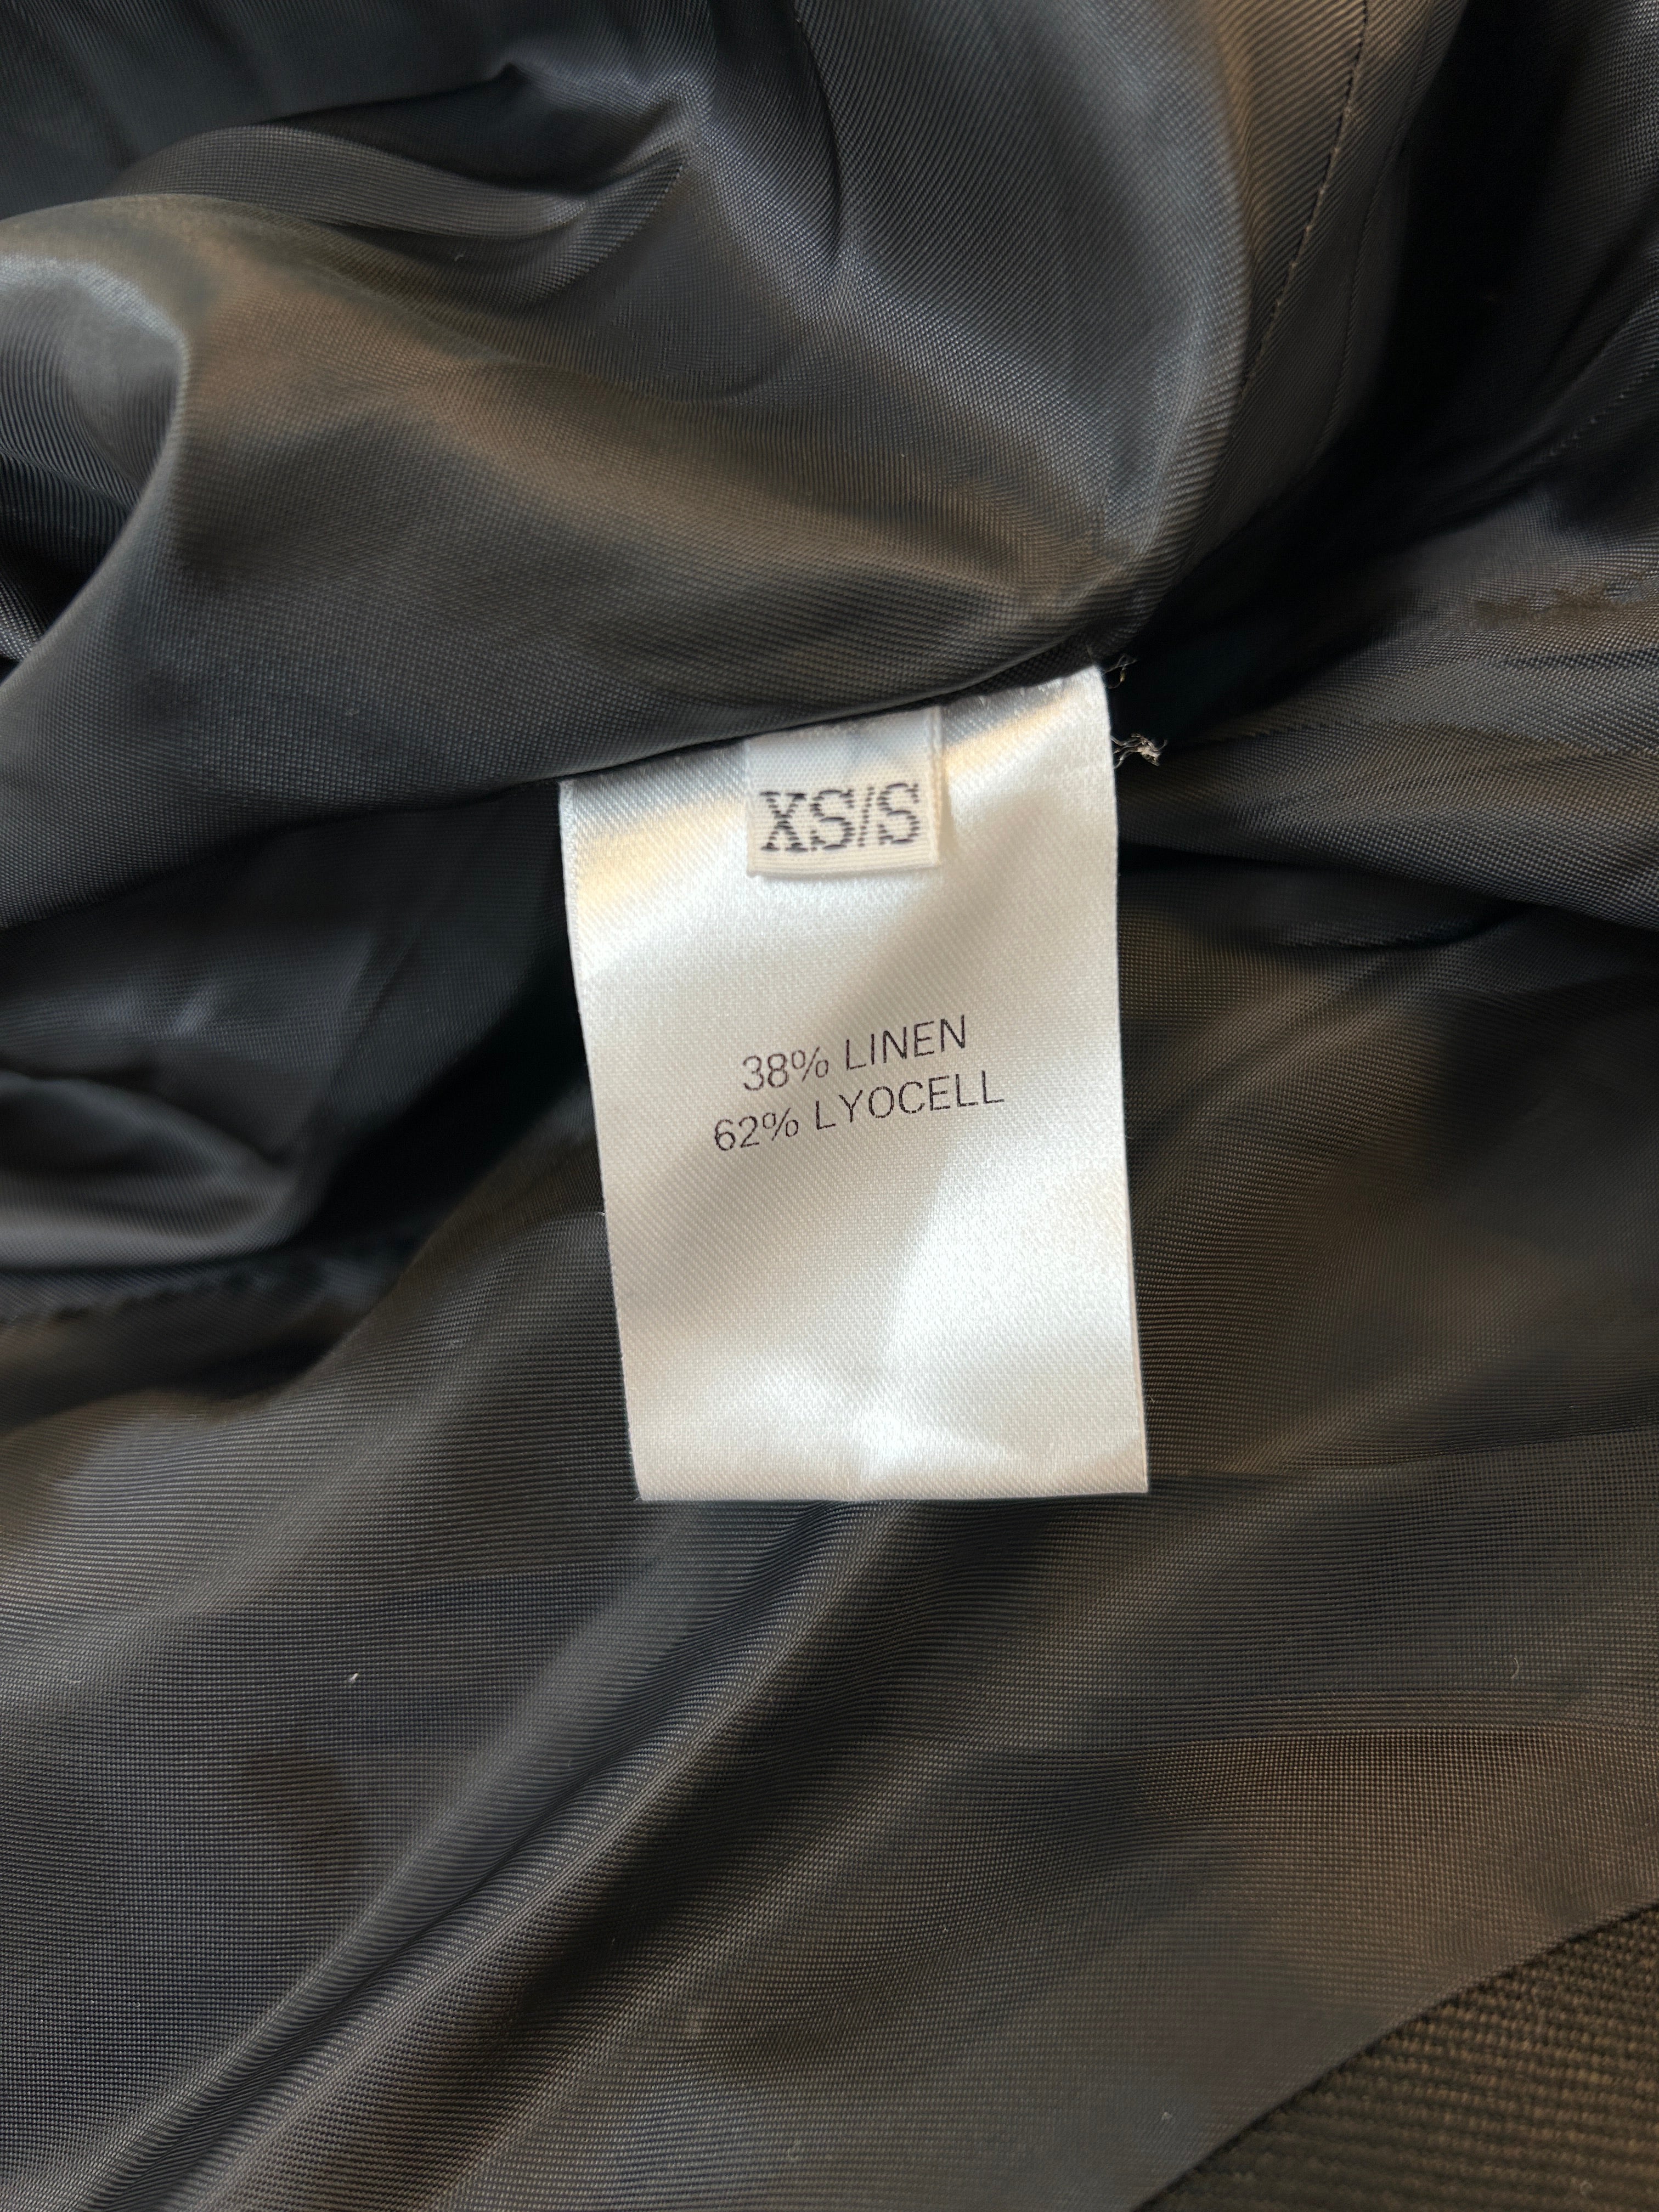 XS/S
38% LINEN
62% LYOCELL